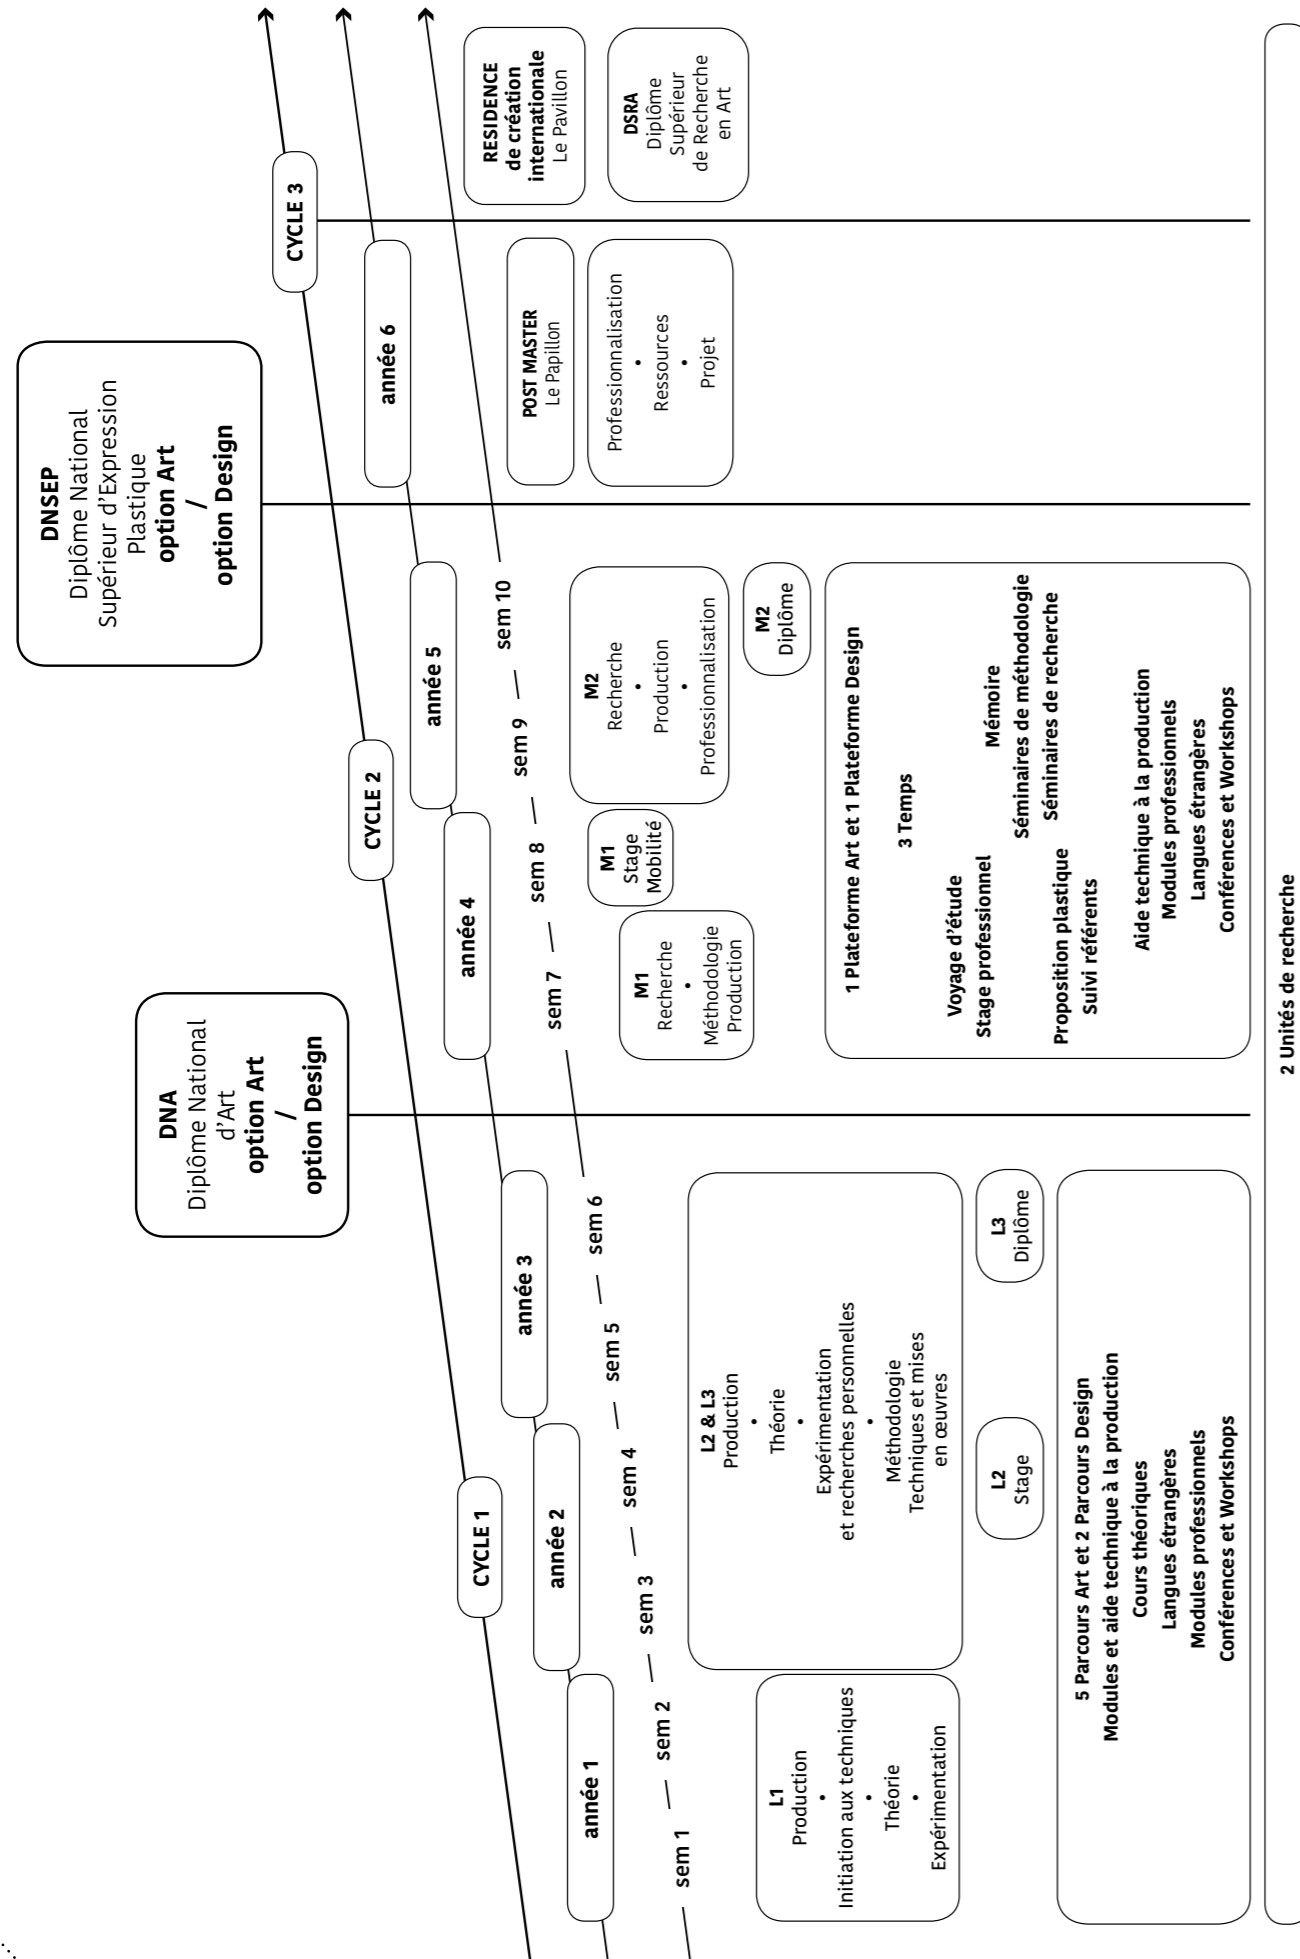 DNSEP
Diplôme National
Supérieur d'Expression
Plastique
option Art
/
option Design
DNA
Diplôme National
d'Art
option Art
/
option Design
CYCLE 1
CYCLE 2
CYCLE 3
année 1
année 2
année 3
année 4
année 5
année 6
sem 1 — sem 2 — sem 3 — sem 4 — sem 5 — sem 6 — sem 7 — sem 8 — sem 9 — sem 10
L1
Production
•
Initiation aux techniques
•
Théorie
•
Expérimentation
L2 & L3
Production
•
Théorie
•
Expérimentation
et recherches personnelles
•
Méthodologie
Techniques et mises
en œuvres
L2
Stage
L3
Diplôme
5 Parcours Art et 2 Parcours Design
Modules et aide technique à la production
Cours théoriques
Langues étrangères
Modules professionnels
Conférences et Workshops
M1
Recherche
•
Méthodologie
Production
M1
Stage
Mobilité
M2
Recherche
•
Production
•
Professionnalisation
M2
Diplôme
1 Plateforme Art et 1 Plateforme Design
3 Temps
Voyage d'étude
Stage professionnel
Mémoire
Séminaires de méthodologie
Séminaires de recherche
Proposition plastique
Suivi référents
Aide technique à la production
Modules professionnels
Langues étrangères
Conférences et Workshops
POST MASTER
Le Papillon
Professionnalisation
•
Ressources
•
Projet
RESIDENCE
de création
internationale
Le Pavillon
DSRA
Diplôme
Supérieur
de Recherche
en Art
2 Unités de recherche